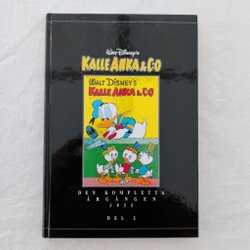 WALT DISNEY'S
KALLE ANKA & C:O
WALT DISNEY'S
KALLE ANKA & C:O
DEN KOMPLETTA
ÅRGÅNGEN
1955
DEL 2